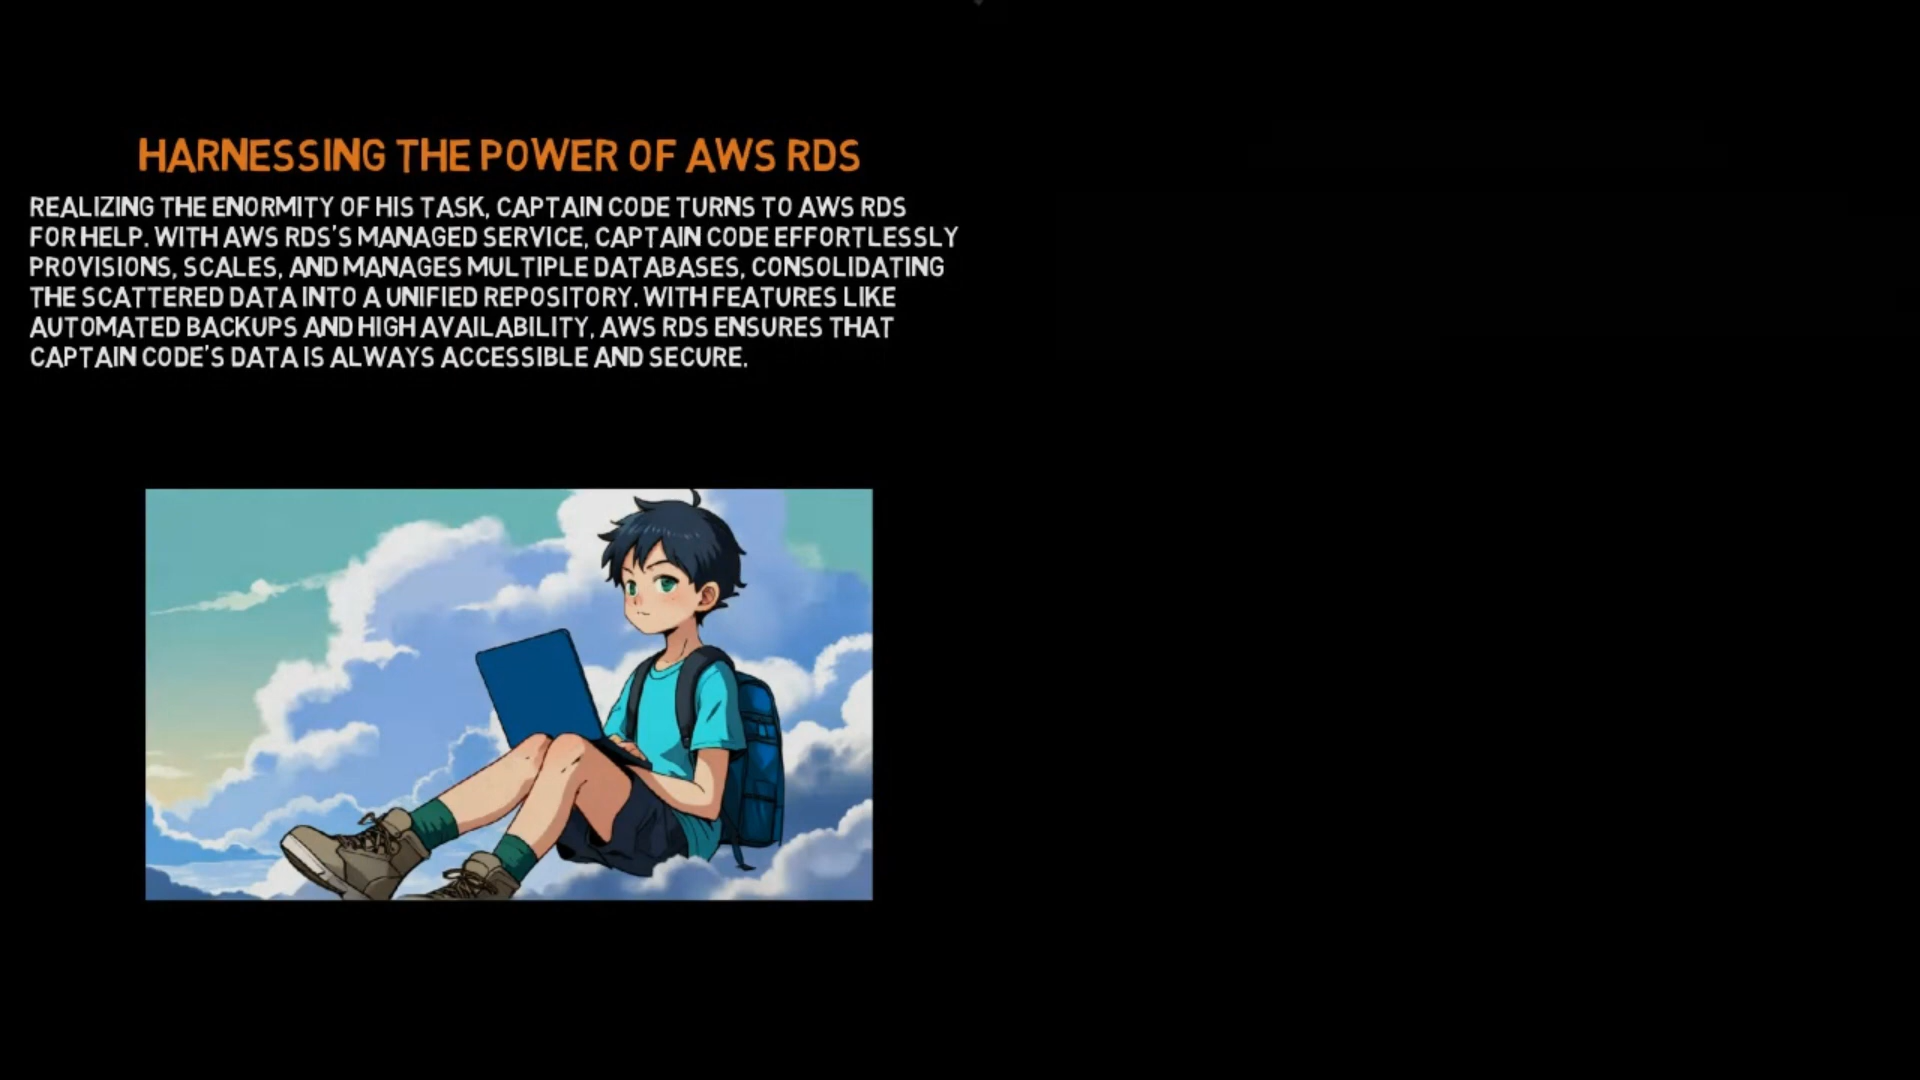 HARNESSING THE POWER OF AWS RDS
REALIZING THE ENORMITY OF HIS TASK, CAPTAIN CODE TURNS TO AWS RDS
FOR HELP. WITH AWS RDS'S MANAGED SERVICE, CAPTAIN CODE EFFORTLESSLY
PROVISIONS, SCALES, AND MANAGES MULTIPLE DATABASES, CONSOLIDATING
THE SCATTERED DATA INTO A UNIFIED REPOSITORY. WITH FEATURES LIKE
AUTOMATED BACKUPS AND HIGH AVAILABILITY, AWS RDS ENSURES THAT
CAPTAIN CODE'S DATA IS ALWAYS ACCESSIBLE AND SECURE.